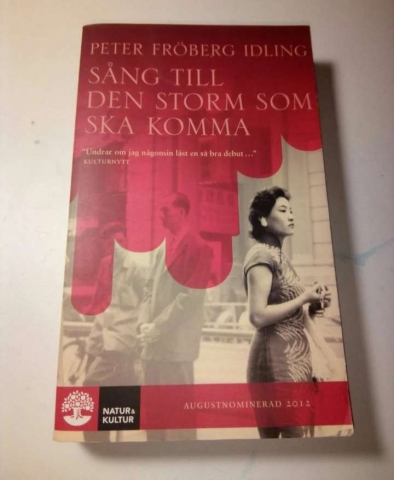 PETER FRÖBERG IDLING
SÅNG TILL
DEN STORM SOM
SKA KOMMA
"Undrar om jag någonsin läst en så bra debut ..."
KULTURNYTT
NATUR &
KULTUR
AUGUSTNOMINERAD 2012